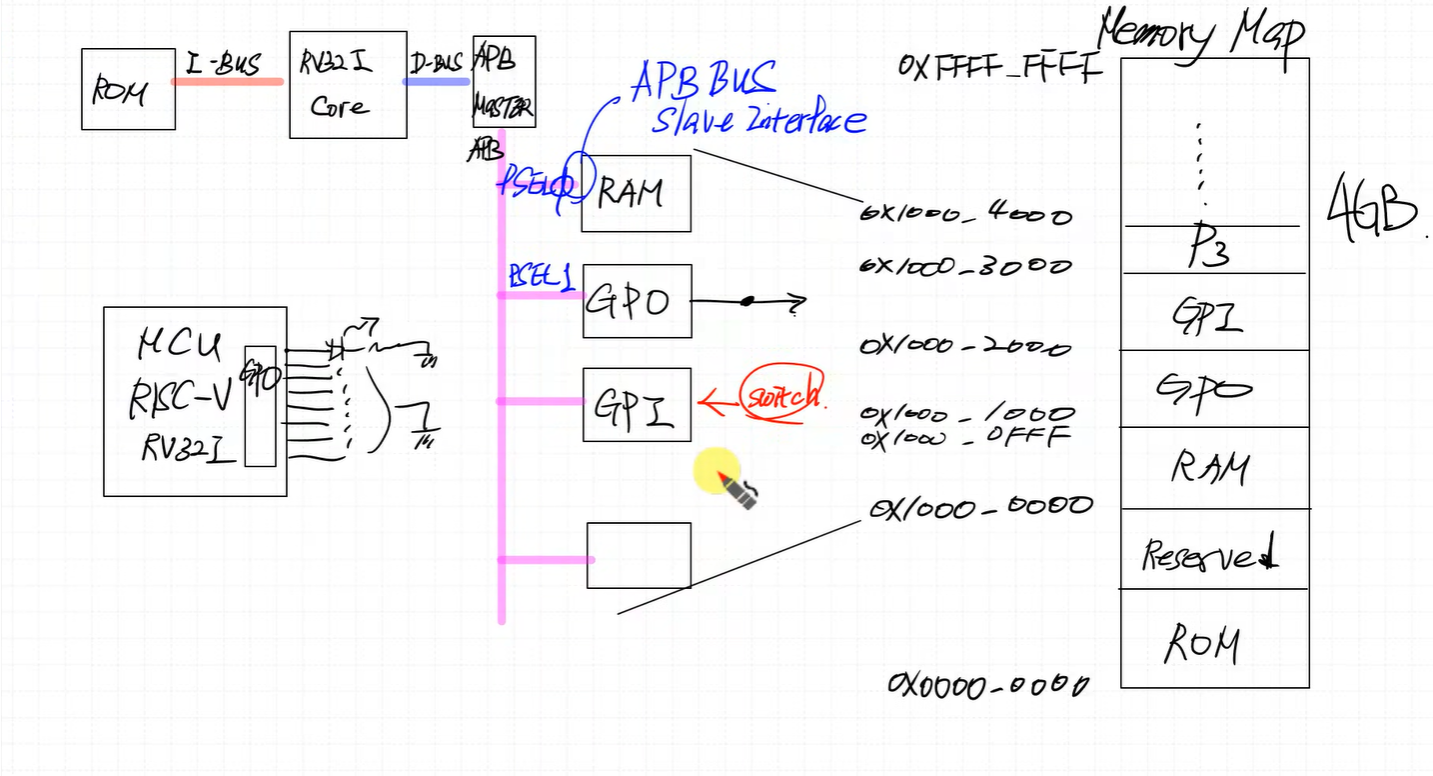 Memory Map
0XFFFF_FFFF
ROM
I-BUS
RV32I
Core
D-BUS
APB
MASTER
APB
APB BUS
Slave Interface
PSEL0
RAM
PSEL1
GPO
GPI
switch.
MCU
RISC-V
RV32I
GPO
0X1000_4000
0X1000_3000
0X1000_2000
0X1000_1000
0X1000_0FFF
0X1000_0000
0X0000_0000
P3
GPI
GPO
RAM
Reserved
ROM
4GB.